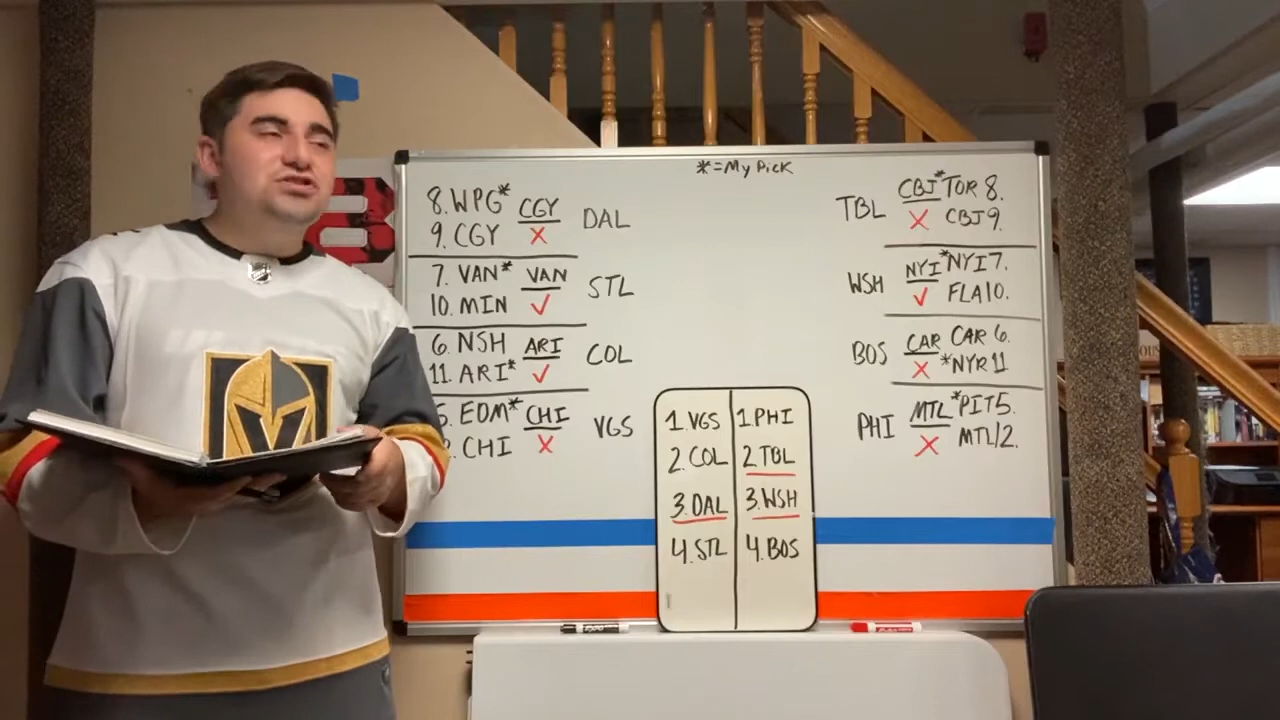 *=My Pick
8. WPG* CGY DAL
9. CGY X
7. VAN* VAN STL
10. MIN ✓
6. NSH ARI COL
11. ARI* ✓
5. EDM* CHI VGS
2. CHI X
TBL CBJ *TOR 8.
X CBJ 9.
WSH NYI *NYI 7.
✓ FLA 10.
BOS CAR CAR 6.
X *NYR 11
PHI MTL *PIT 5.
X MTL 12.
1. VGS 1. PHI
2. COL 2. TBL
3. DAL 3. WSH
4. STL 4. BOS